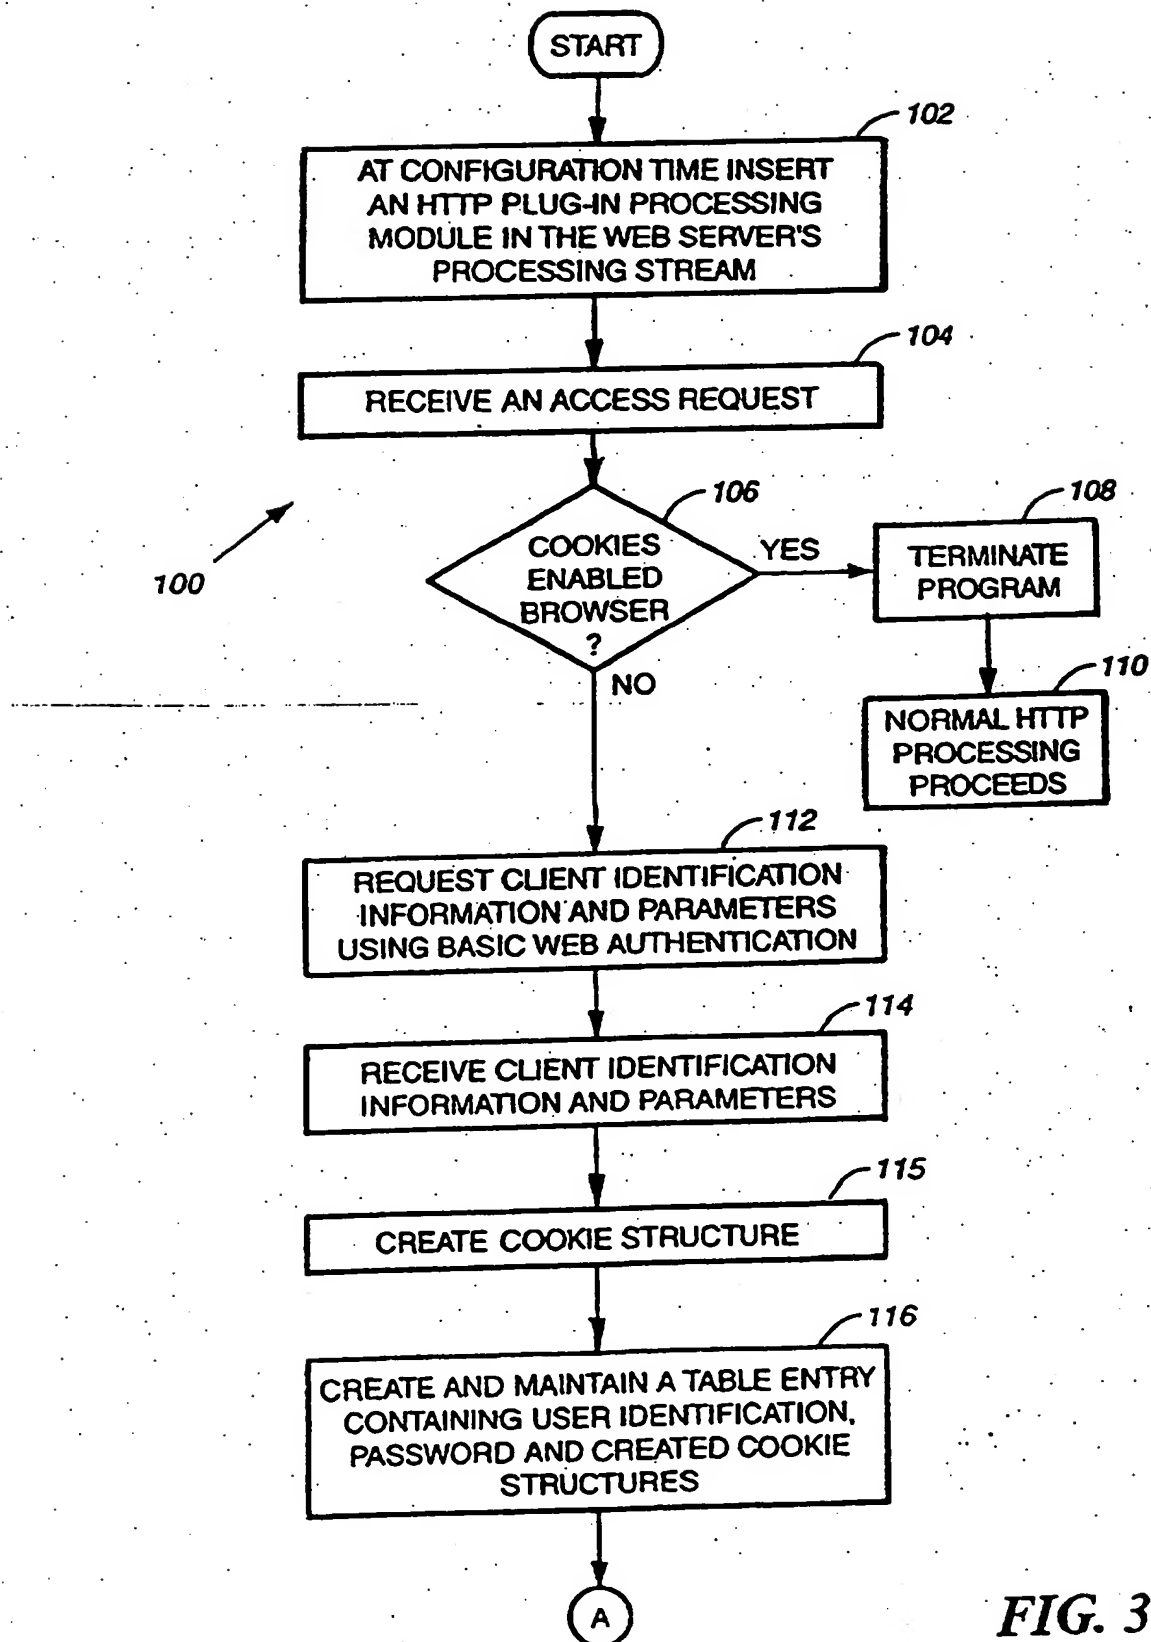 START
102
AT CONFIGURATION TIME INSERT
AN HTTP PLUG-IN PROCESSING
MODULE IN THE WEB SERVER'S
PROCESSING STREAM
104
RECEIVE AN ACCESS REQUEST
106
COOKIES
ENABLED
BROWSER
?
YES
108
TERMINATE
PROGRAM
100
NO
110
NORMAL HTTP
PROCESSING
PROCEEDS
112
REQUEST CLIENT IDENTIFICATION
INFORMATION AND PARAMETERS
USING BASIC WEB AUTHENTICATION
114
RECEIVE CLIENT IDENTIFICATION
INFORMATION AND PARAMETERS
115
CREATE COOKIE STRUCTURE
116
CREATE AND MAINTAIN A TABLE ENTRY
CONTAINING USER IDENTIFICATION,
PASSWORD AND CREATED COOKIE
STRUCTURES
A
FIG. 3